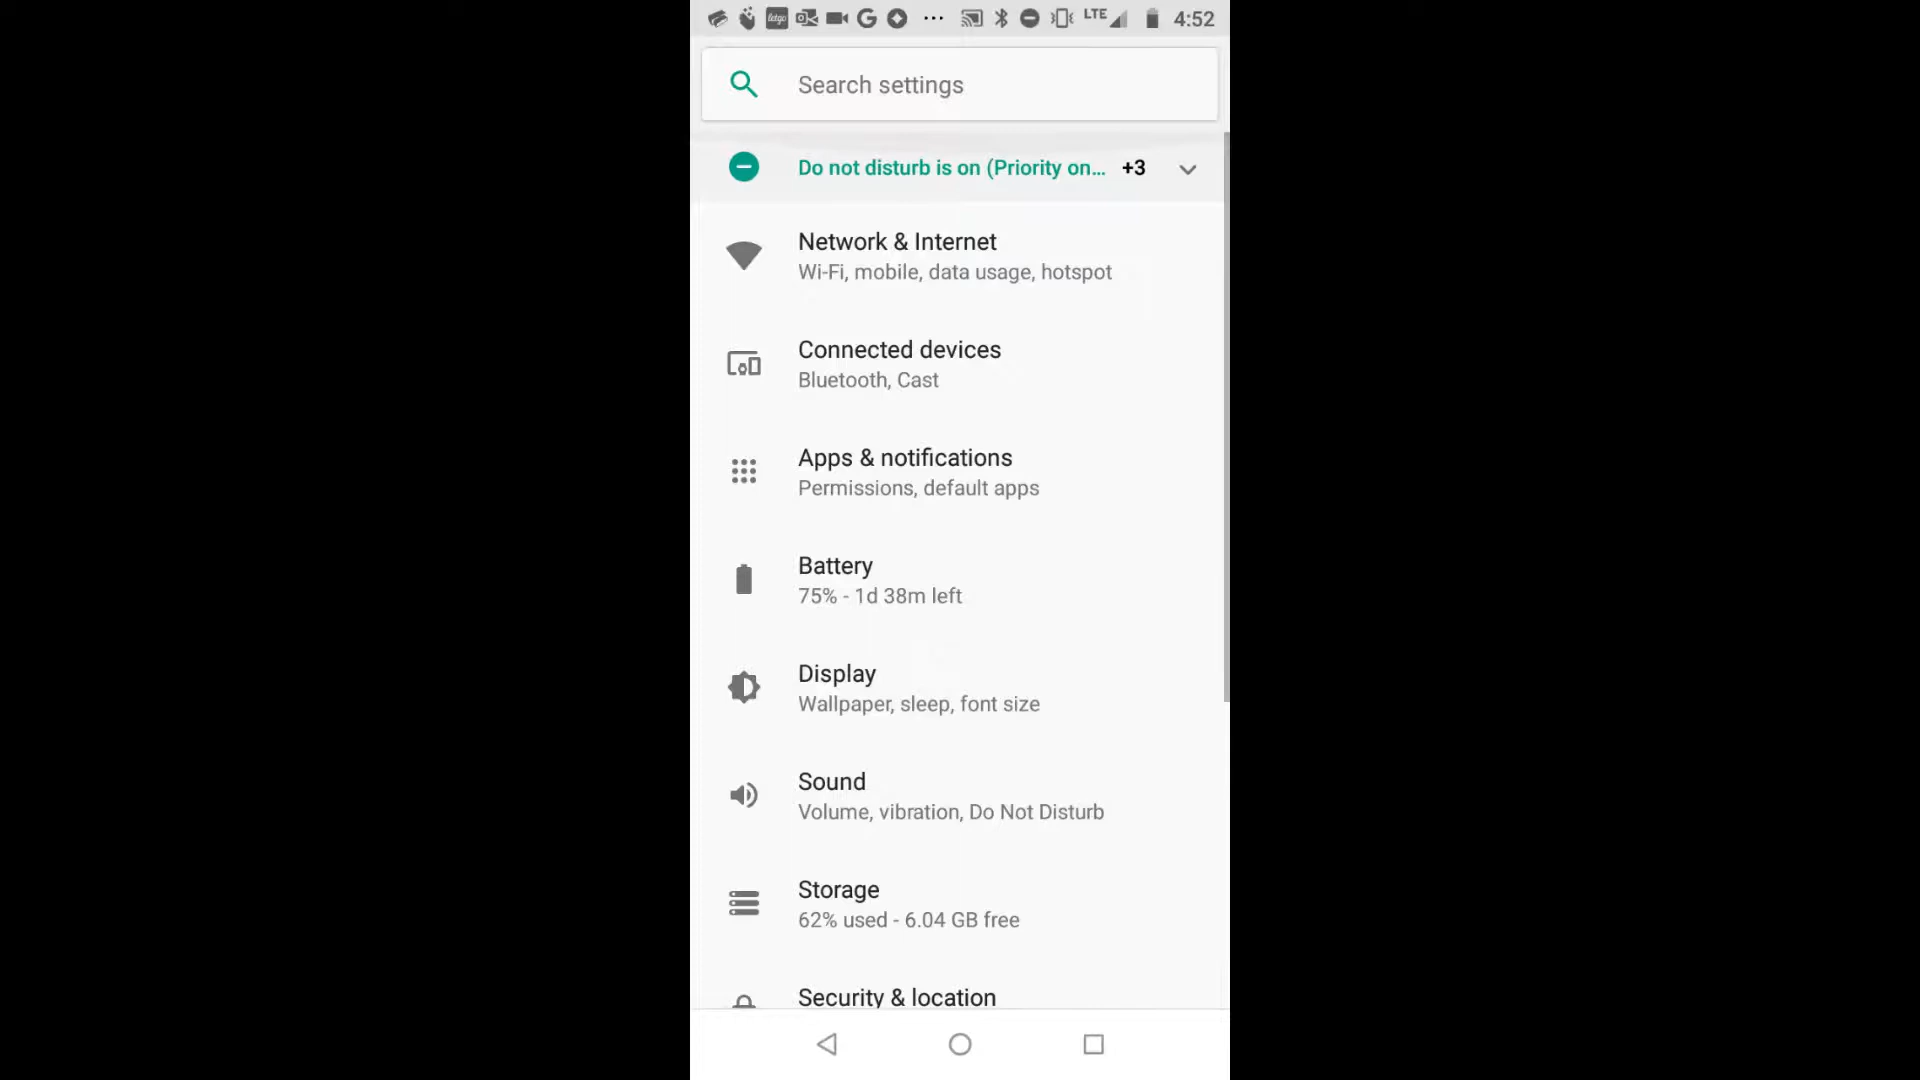 letgo
LTE
4:52
Search settings
Do not disturb is on (Priority on... +3
Network & Internet
Wi-Fi, mobile, data usage, hotspot
Connected devices
Bluetooth, Cast
Apps & notifications
Permissions, default apps
Battery
75% - 1d 38m left
Display
Wallpaper, sleep, font size
Sound
Volume, vibration, Do Not Disturb
Storage
62% used - 6.04 GB free
Security & location